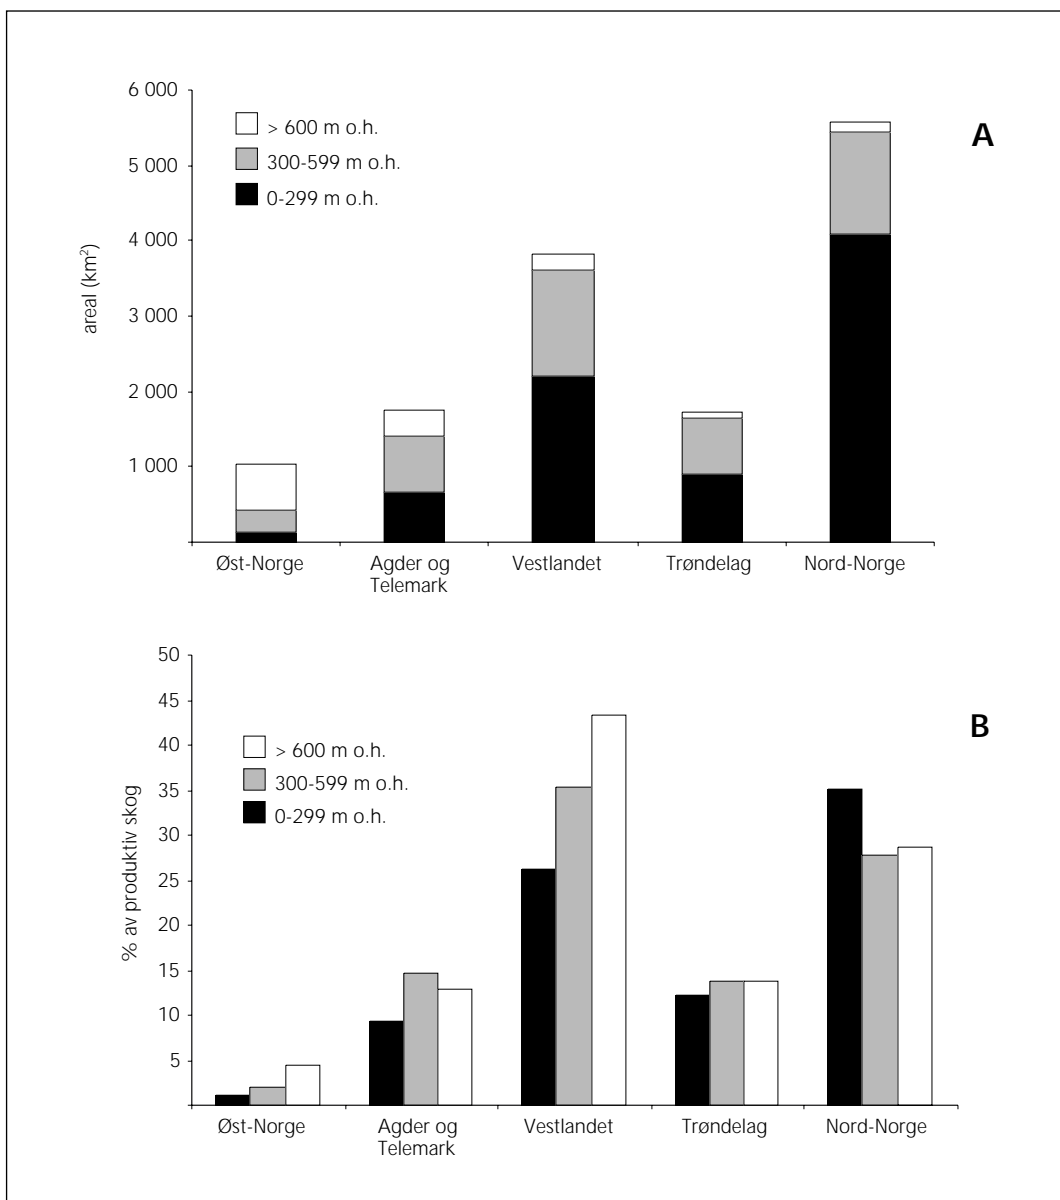 6 000
> 600 m o.h.
A
300-599 m o.h.
5 000
0-299 m o.h.
4 000
areal (km²)
3 000
2 000
1 000
Øst-Norge
Agder og
Telemark
Vestlandet
Trøndelag
Nord-Norge
50
45
B
> 600 m o.h.
40
300-599 m o.h.
35
0-299 m o.h.
30
25
% av produktiv skog
20
15
10
5
Øst-Norge
Agder og
Telemark
Vestlandet
Trøndelag
Nord-Norge